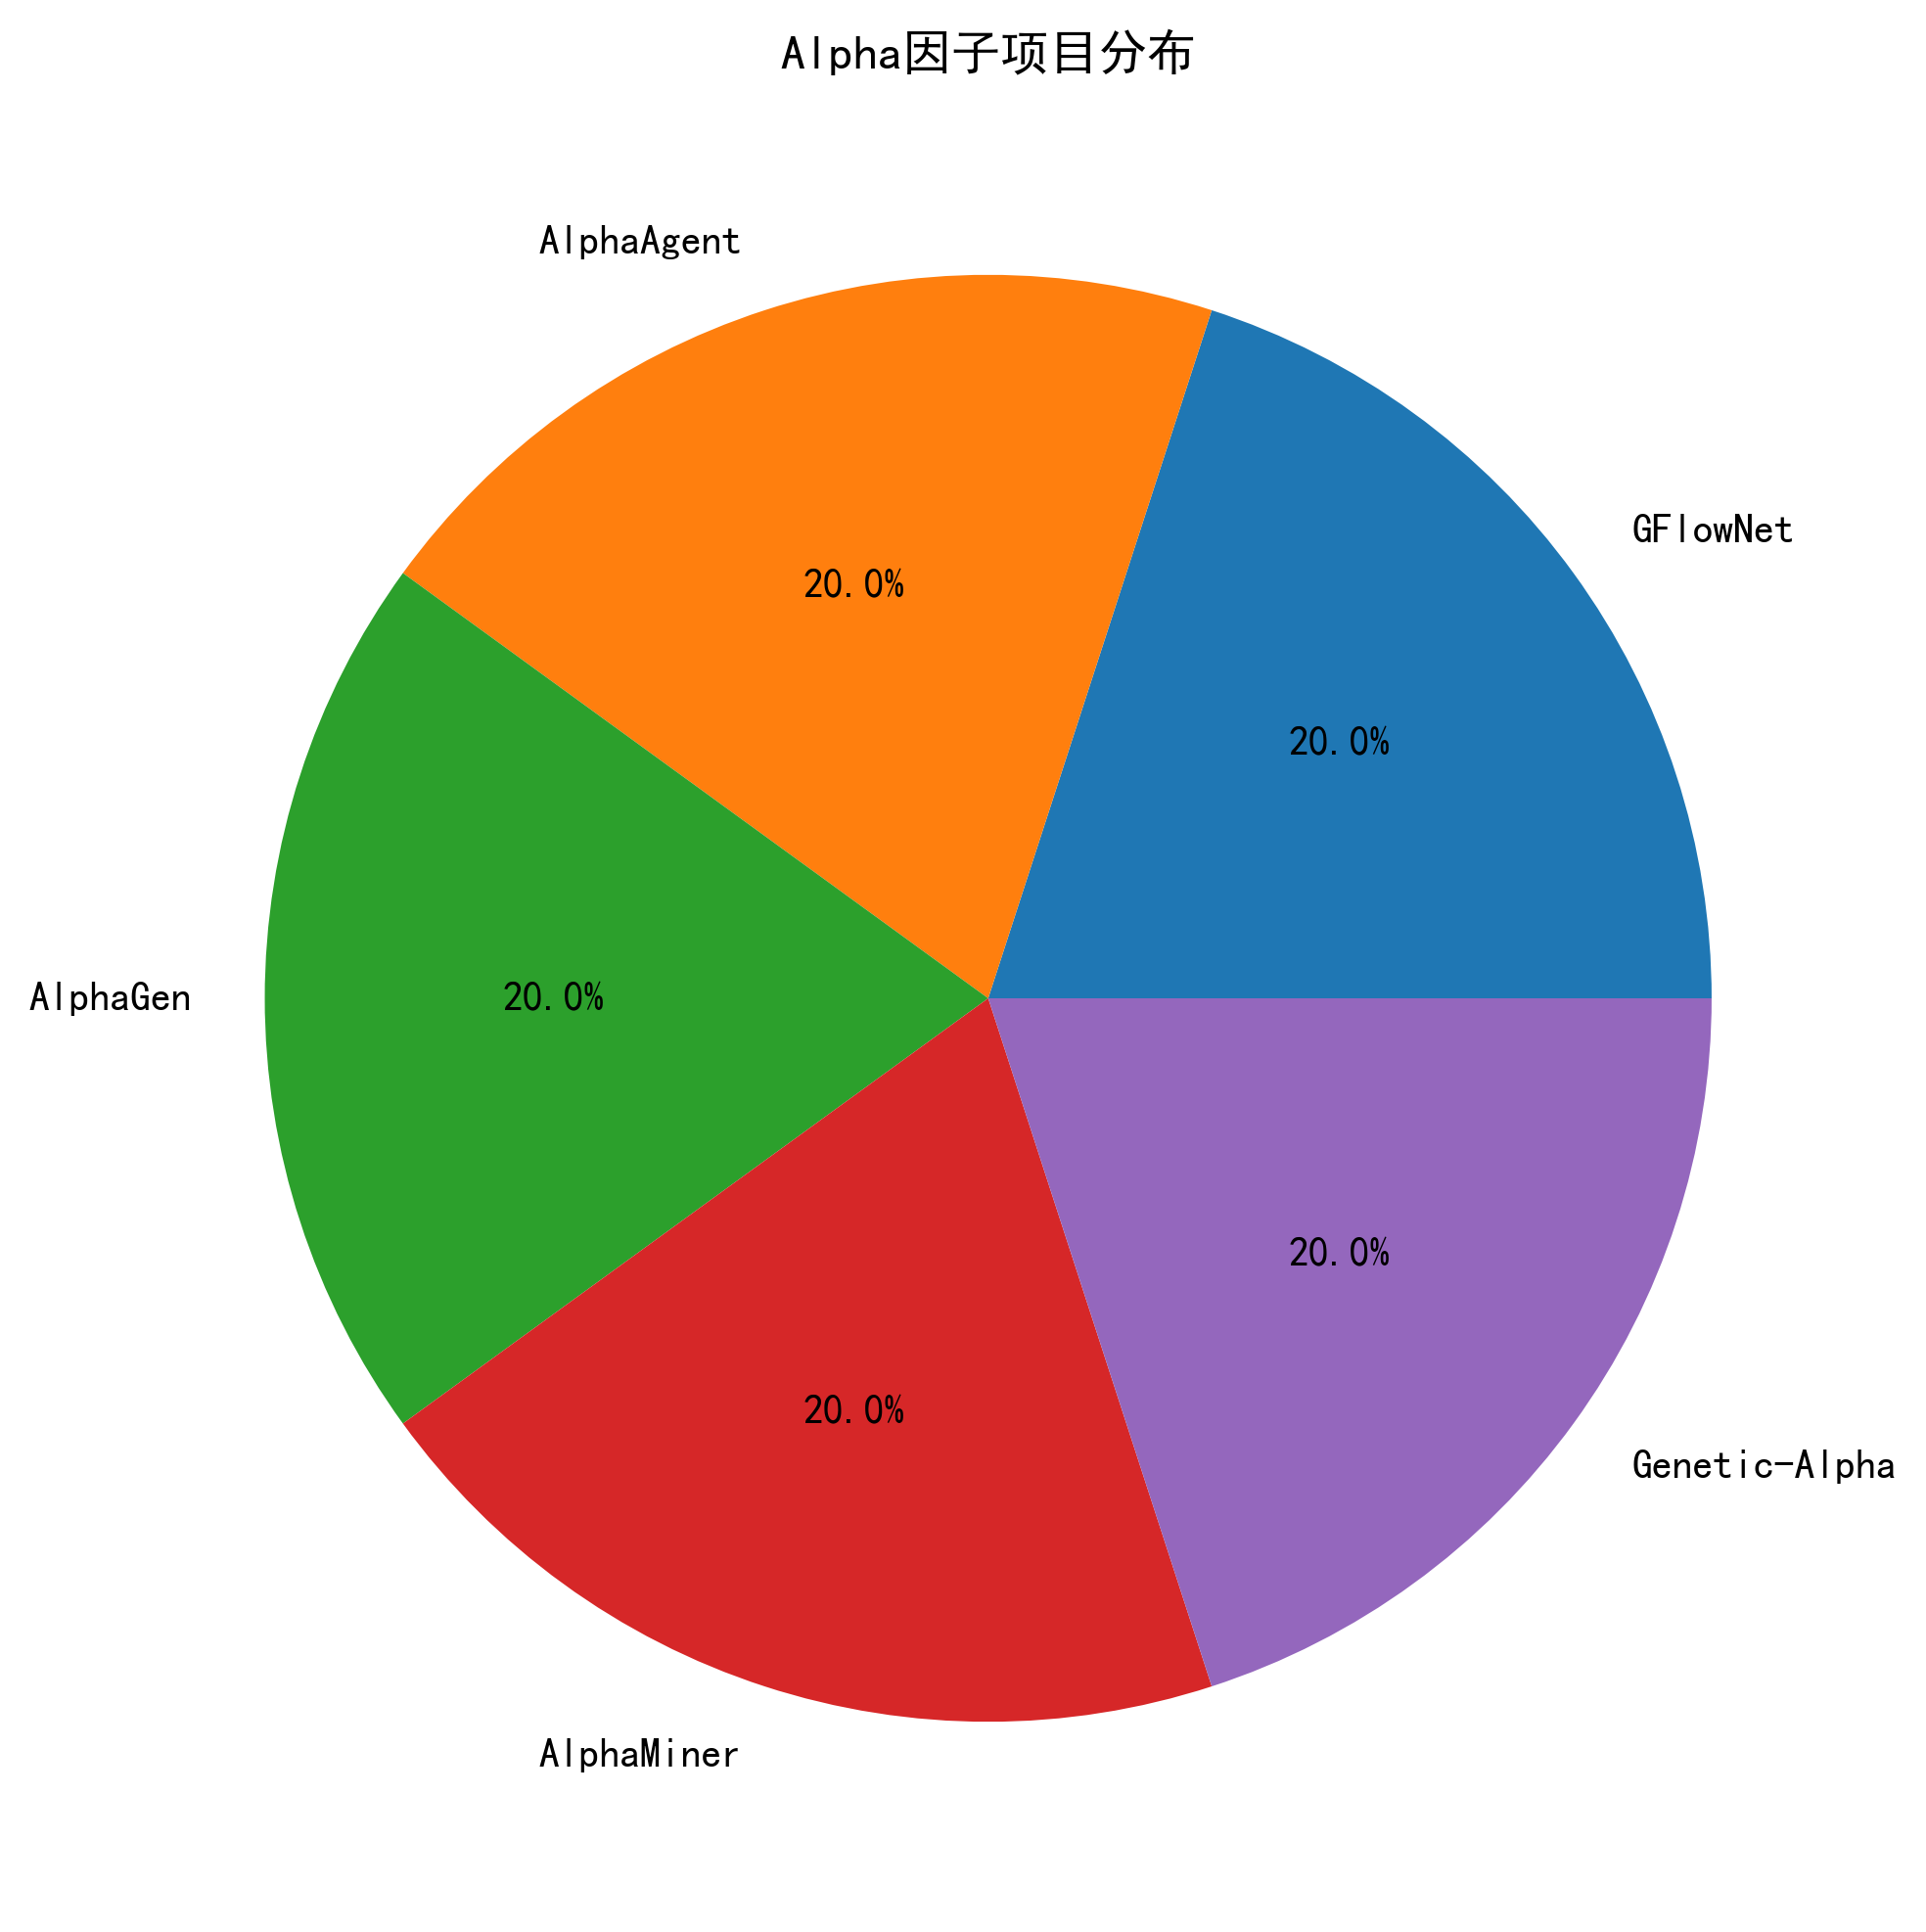 Alpha因子项目分布
AlphaAgent
GFlowNet
20.0%
20.0%
AlphaGen
20.0%
20.0%
20.0%
Genetic-Alpha
AlphaMiner